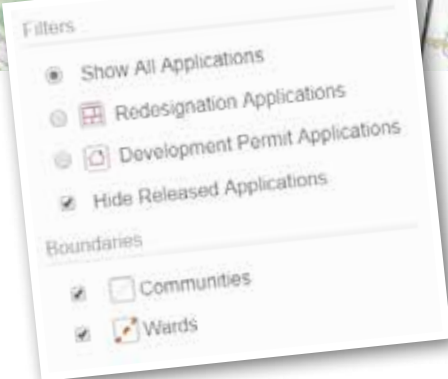 Filters
Show All Applications
Redesignation Applications
Development Permit Applications
Hide Released Applications
Boundaries
Communities
Wards